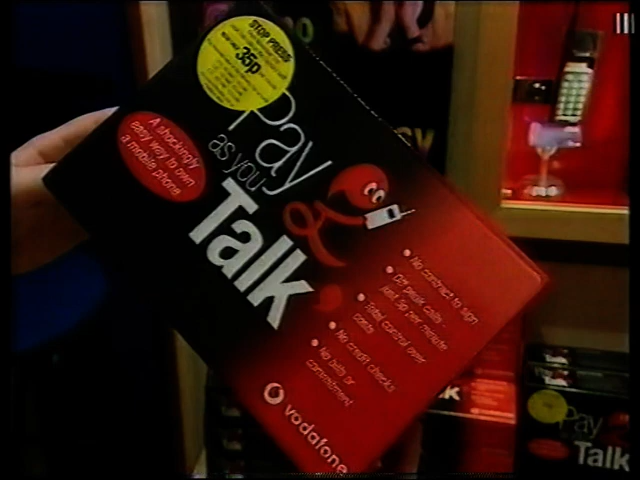 STOP PRESS
35p
Pay
as you
Talk
A shockingly
easy way to own
a mobile phone
No contract to sign
Off peak calls
just 5p per minute
Total control over
costs
No credit checks
No bills or
commitment
vodafone
Pay
Talk